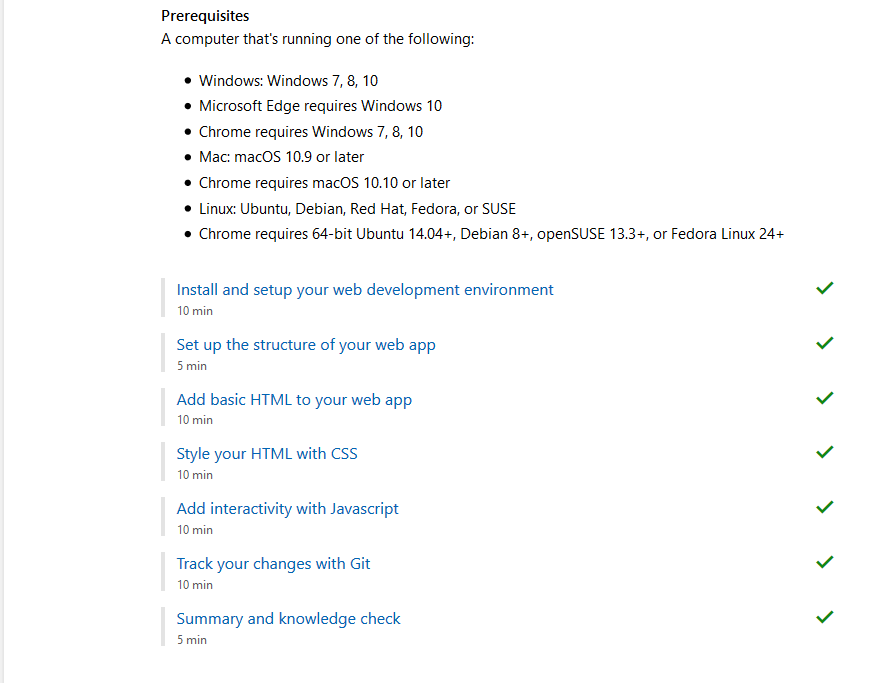 Prerequisites
A computer that's running one of the following:
• Windows: Windows 7, 8, 10
• Microsoft Edge requires Windows 10
• Chrome requires Windows 7, 8, 10
• Mac: macOS 10.9 or later
• Chrome requires macOS 10.10 or later
• Linux: Ubuntu, Debian, Red Hat, Fedora, or SUSE
• Chrome requires 64-bit Ubuntu 14.04+, Debian 8+, openSUSE 13.3+, or Fedora Linux 24+
Install and setup your web development environment
10 min
Set up the structure of your web app
5 min
Add basic HTML to your web app
10 min
Style your HTML with CSS
10 min
Add interactivity with Javascript
10 min
Track your changes with Git
10 min
Summary and knowledge check
5 min